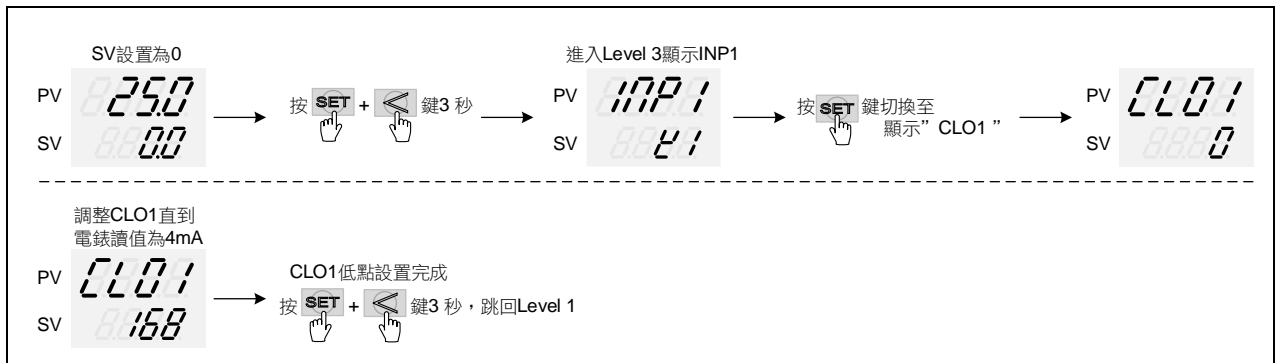 SV設置為0
PV 25.0
SV 0.0
按 SET + < 鍵3 秒
進入Level 3顯示INP1
PV INP1
SV K1
按 SET 鍵切換至
顯示” CLO1 ”
PV CLO1
SV 0
調整CLO1直到
電錶讀值為4mA
PV CLO1
SV 168
CLO1低點設置完成
按 SET + < 鍵3 秒，跳回Level 1